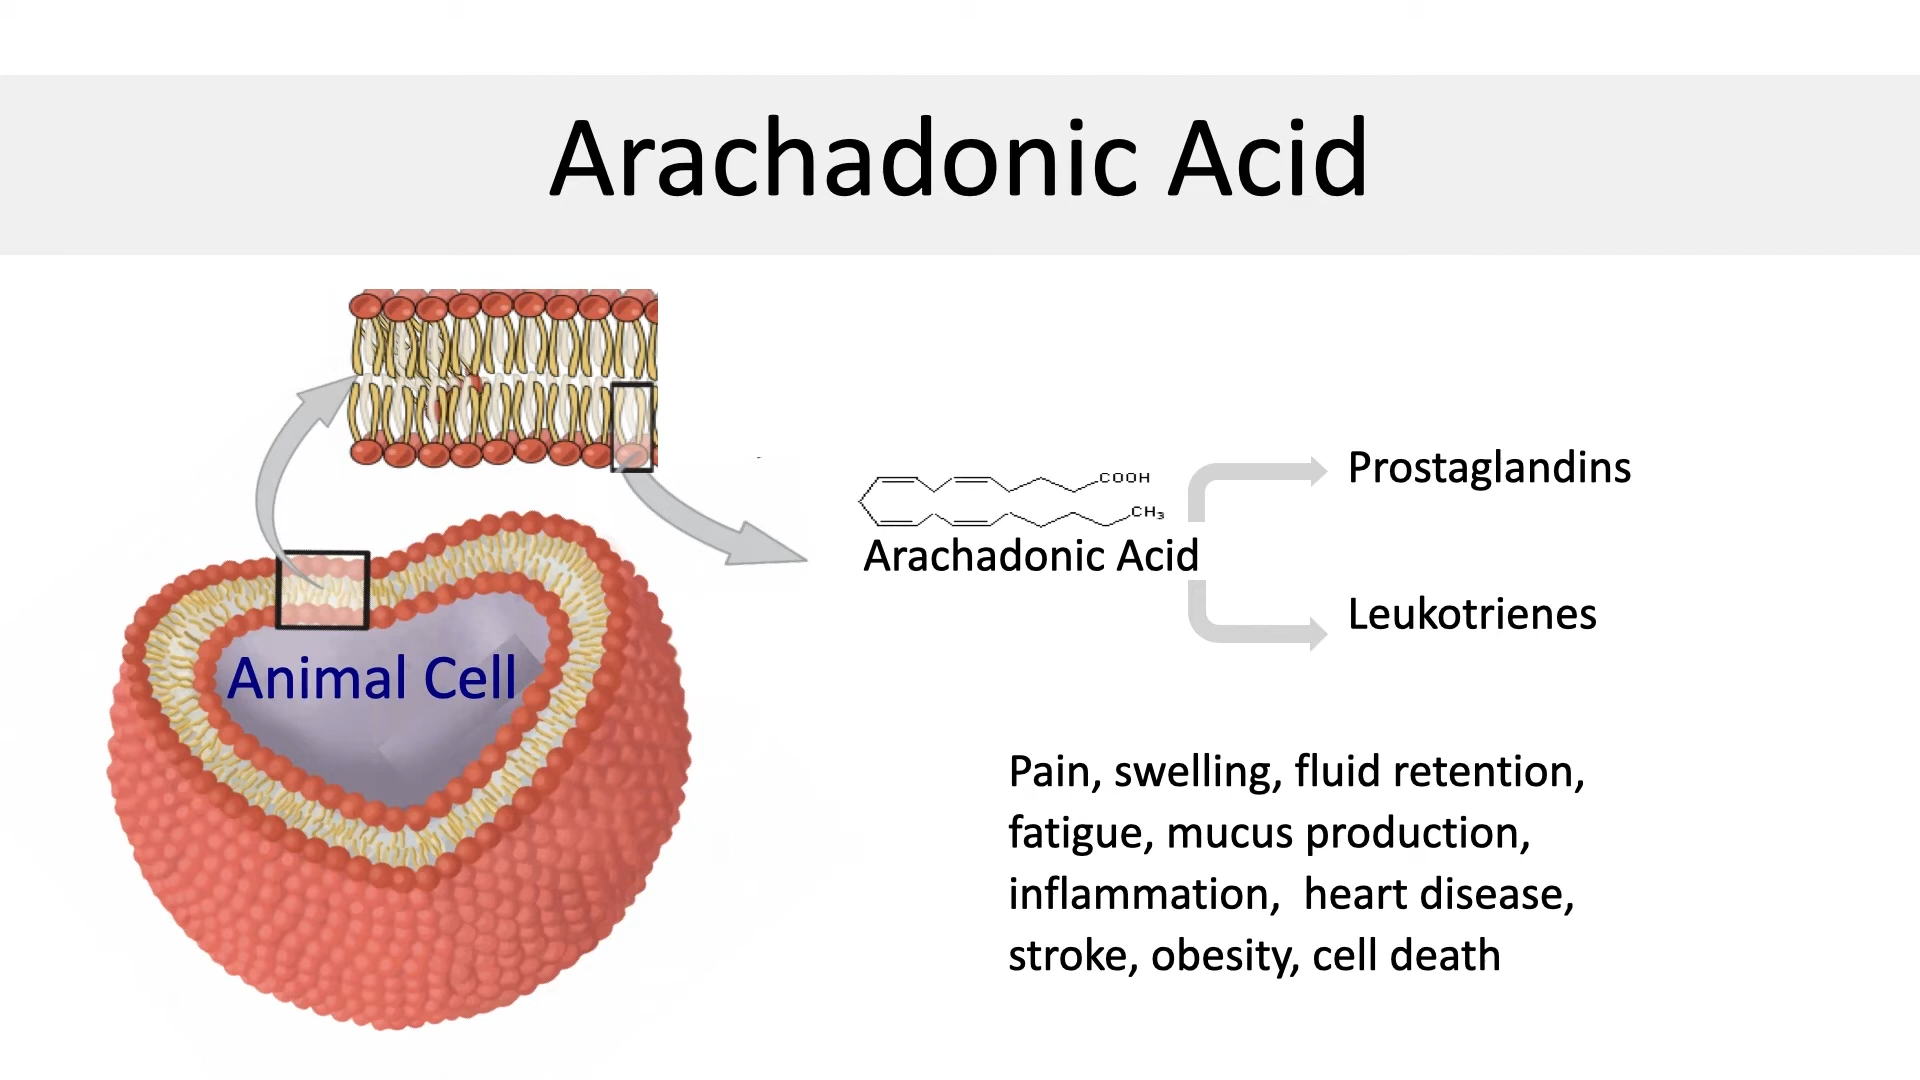 Arachadonic Acid
COOH
CH₃
Arachadonic Acid
Prostaglandins
Leukotrienes
Animal Cell
Pain, swelling, fluid retention,
fatigue, mucus production,
inflammation,  heart disease,
stroke, obesity, cell death